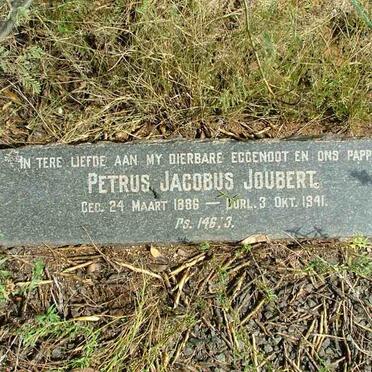 IN TERE LIEFDE AAN MY DIERBARE EGGENOOT EN ONS PAPP
PETRUS JACOBUS JOUBERT.
GEB. 24 MAART 1886 — OORL. 3 OKT. 1941.
PS. 146:3.